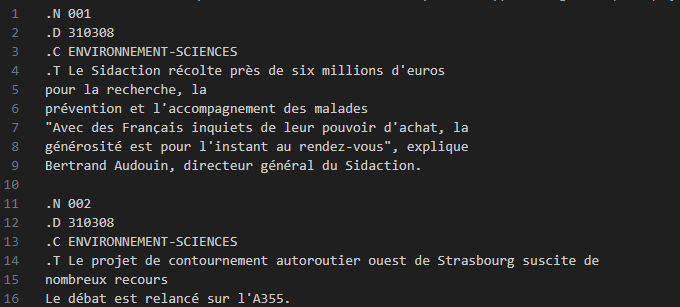 1 .N 001
2 .D 310308
3 .C ENVIRONNEMENT-SCIENCES
4 .T Le Sidaction récolte près de six millions d'euros
5 pour la recherche, la
6 prévention et l'accompagnement des malades
7 "Avec des Français inquiets de leur pouvoir d'achat, la
8 générosité est pour l'instant au rendez-vous", explique
9 Bertrand Audouin, directeur général du Sidaction.
10
11 .N 002
12 .D 310308
13 .C ENVIRONNEMENT-SCIENCES
14 .T Le projet de contournement autoroutier ouest de Strasbourg suscite de
15 nombreux recours
16 Le débat est relancé sur l'A355.